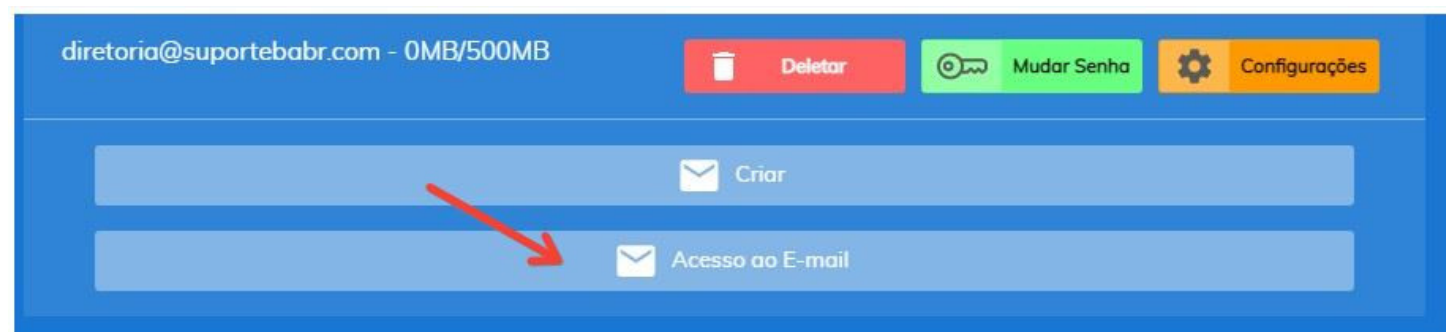 diretoria@suportebabr.com - 0MB/500MB
Deletar
Mudar Senha
Configurações
Criar
Acesso ao E-mail